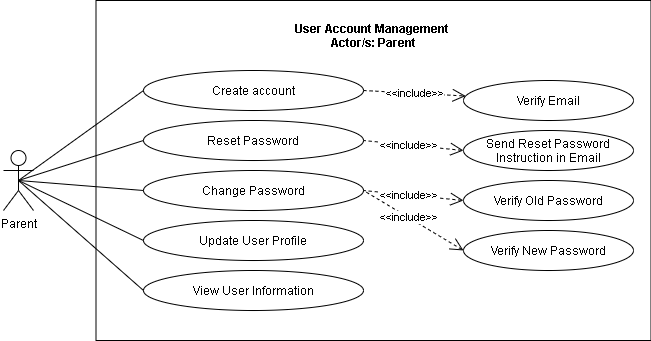 User Account Management
Actor/s: Parent
Create account
<<include>>
Verify Email
Reset Password
<<include>>
Send Reset Password
Instruction in Email
Change Password
<<include>>
Verify Old Password
<<include>>
Parent
Update User Profile
Verify New Password
View User Information